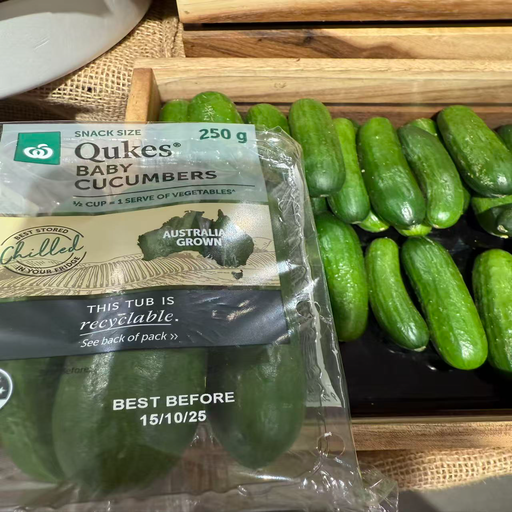 SNACK SIZE
250 g
Qukes®
BABY
CUCUMBERS
½ CUP = 1 SERVE OF VEGETABLES*
BEST STORED
Chilled
IN YOUR FRIDGE
AUSTRALIAN
GROWN
THIS TUB IS
recyclable.
See back of pack »
BEST BEFORE
15/10/25